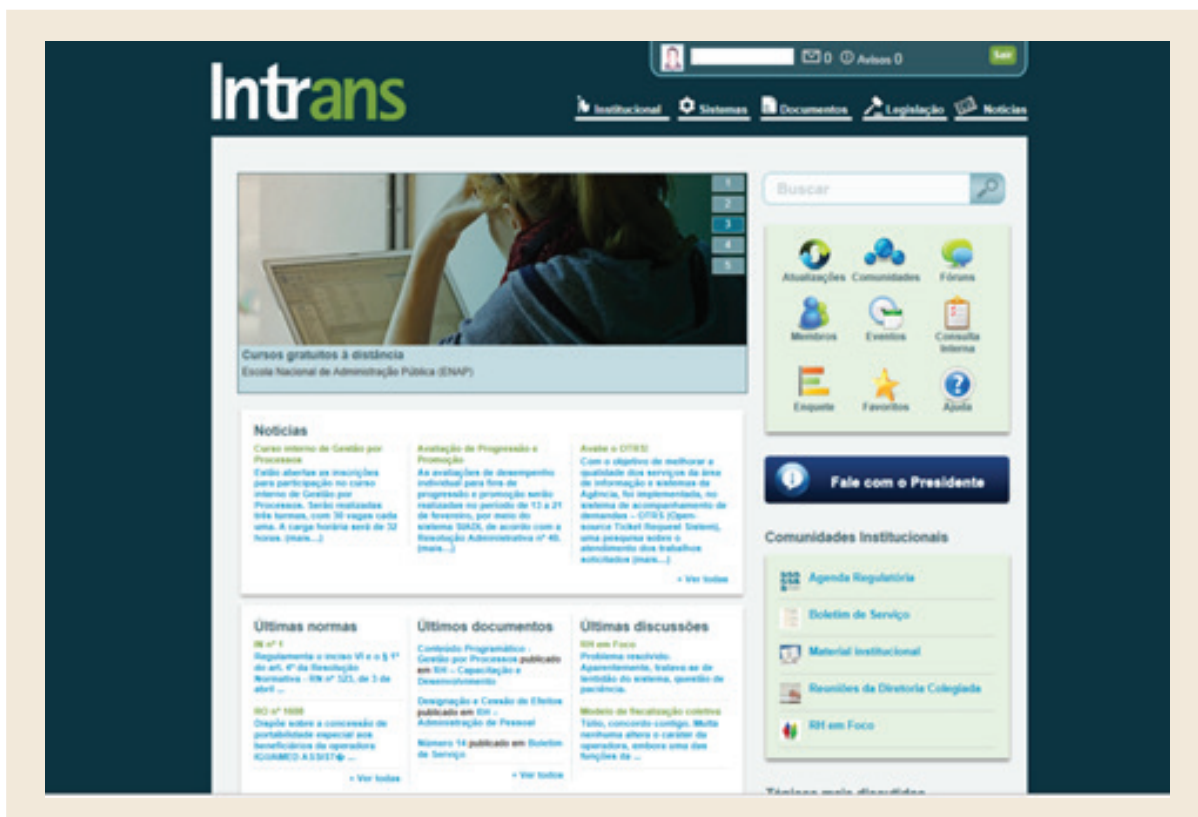 0 Avisos 0 Sair
Intrans
Institucional Sistemas Documentos Legislação Notícias
1
2
3
4
5
Cursos gratuitos à distância
Escola Nacional de Administração Pública (ENAP)
Buscar
Atualizações Comunidades Fóruns
Membros Eventos Consulta
Interna
Enquete Favoritos Ajuda
Fale com o Presidente
Notícias
Curso interno de Gestão por
Processos
Estão abertas as inscrições
para participação no curso
interno de Gestão por
Processos. Serão realizadas
três turmas, com 30 vagas cada
uma. A carga horária será de 32
horas. (mais...)
Avaliação de Progressão e
Promoção
As avaliações de desempenho
individual para fins de
progressão e promoção serão
realizadas no período de 13 a 21
de fevereiro, por meio do
sistema SIADI, de acordo com a
Resolução Administrativa nº 49.
(mais...)
Avalie o OTRS!
Com o objetivo de melhorar a
qualidade dos serviços da área
de informação e sistemas da
Agência, foi implementada, no
sistema de acompanhamento de
demandas – OTRS (Open-
source Ticket Request Sistem),
uma pesquisa sobre o
atendimento dos trabalhos
solicitados (mais...)
+ Ver todas
Últimas normas
IN nº 1
Regulamenta o inciso VI e o § 1º
do art. 4º da Resolução
Normativa - RN nº 323, de 3 de
abril ...
RO nº 1600
Dispõe sobre a concessão de
portabilidade especial aos
beneficiários da operadora
IGUAMED ASSIST� ...
+ Ver todas
Últimos documentos
Conteúdo Programático -
Gestão por Processos publicado
em RH – Capacitação e
Desenvolvimento
Designação e Cessão de Efeitos
publicado em RH –
Administração de Pessoal
Número 14 publicado em Boletim
de Serviço
+ Ver todos
Últimas discussões
RH em Foco
Problema resolvido.
Aparentemente, tratava-se de
lentidão do sistema, questão de
paciência.
Modelo de fiscalização coletiva
Túlio, concordo contigo. Multa
nenhuma altera o caráter da
operadora, embora uma das
funções da ...
+ Ver todas
Comunidades Institucionais
Agenda Regulatória
Boletim de Serviço
Material institucional
Reuniões da Diretoria Colegiada
RH em Foco
Tópicos mais discutidos